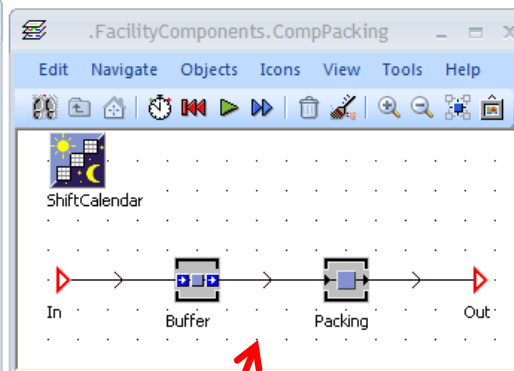 .FacilityComponents.CompPacking
Edit Navigate Objects Icons View Tools Help
ShiftCalendar
In Buffer Packing Out